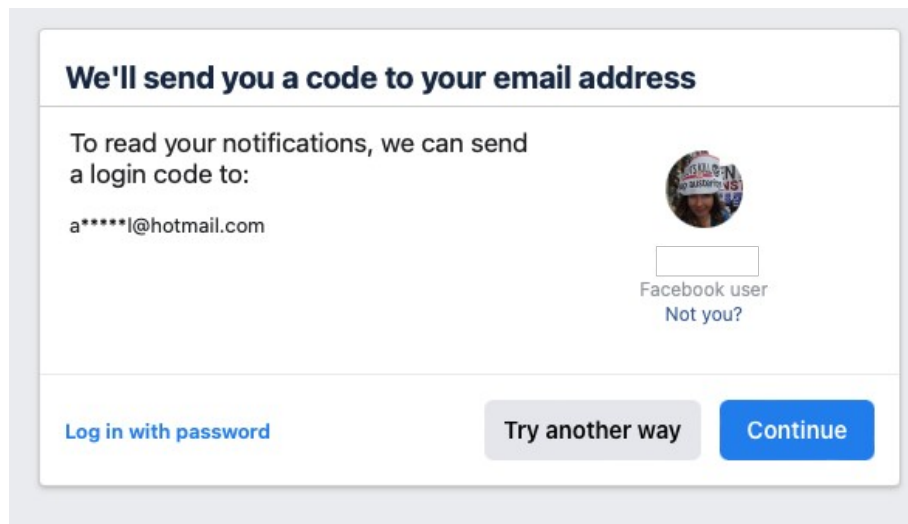 We'll send you a code to your email address
To read your notifications, we can send
a login code to:
a*****l@hotmail.com
Facebook user
Not you?
Log in with password
Try another way
Continue